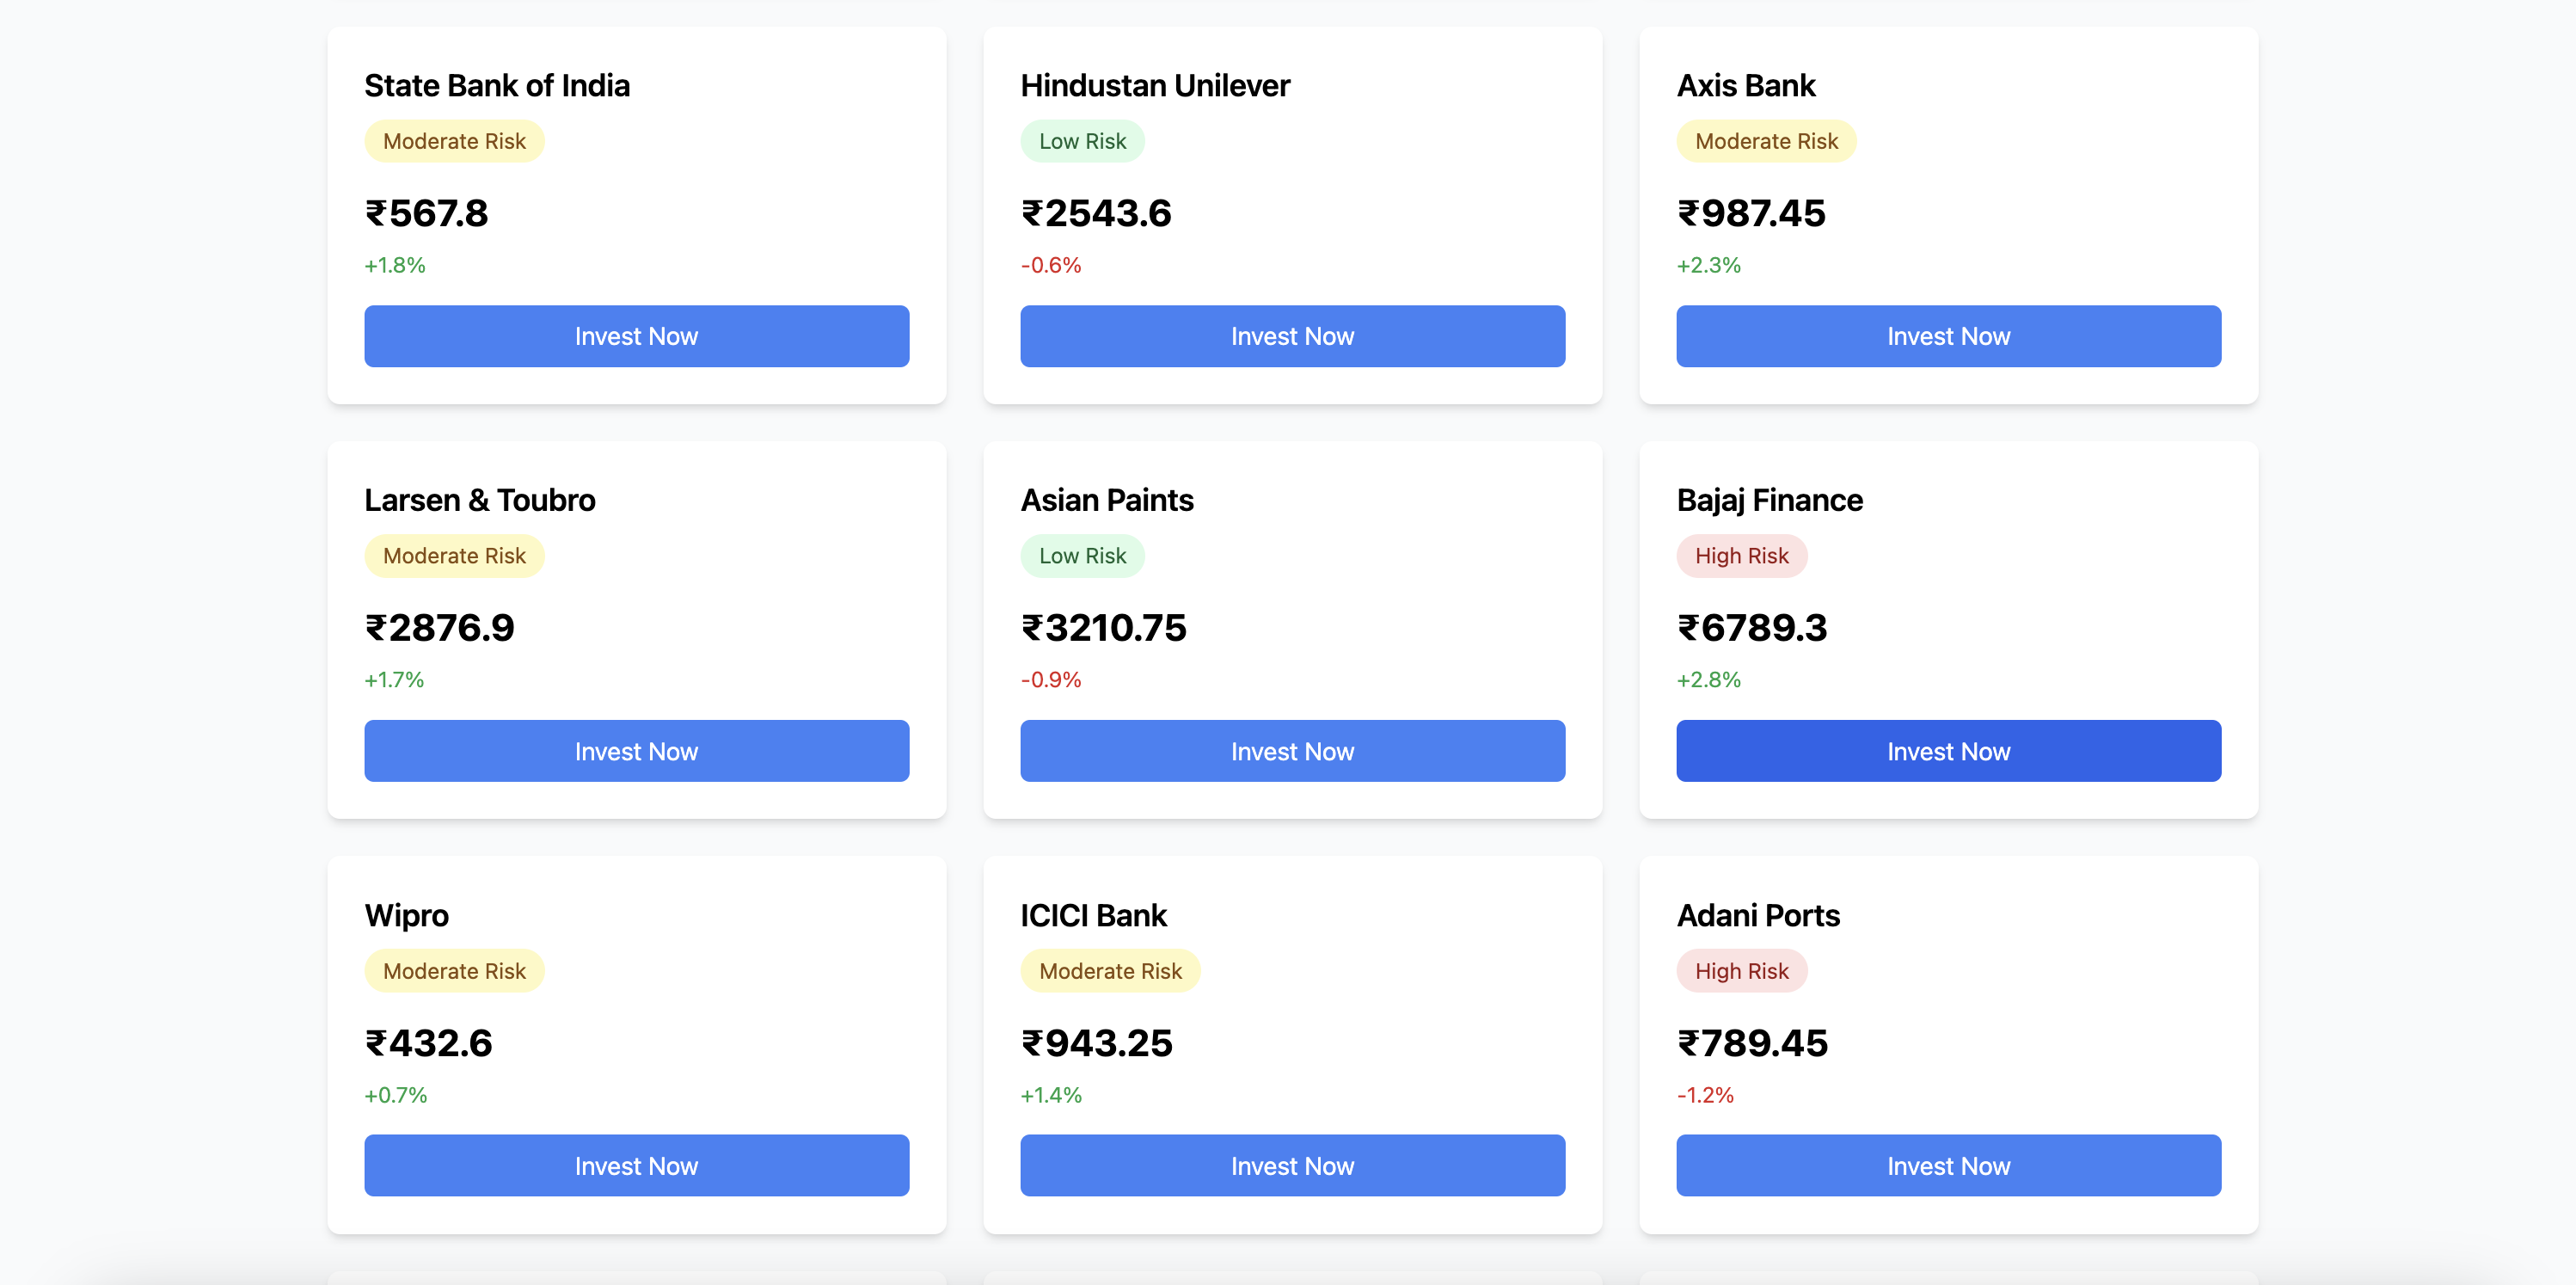 State Bank of India
Moderate Risk
₹567.8
+1.8%
Invest Now
Hindustan Unilever
Low Risk
₹2543.6
-0.6%
Invest Now
Axis Bank
Moderate Risk
₹987.45
+2.3%
Invest Now
Larsen & Toubro
Moderate Risk
₹2876.9
+1.7%
Invest Now
Asian Paints
Low Risk
₹3210.75
-0.9%
Invest Now
Bajaj Finance
High Risk
₹6789.3
+2.8%
Invest Now
Wipro
Moderate Risk
₹432.6
+0.7%
Invest Now
ICICI Bank
Moderate Risk
₹943.25
+1.4%
Invest Now
Adani Ports
High Risk
₹789.45
-1.2%
Invest Now